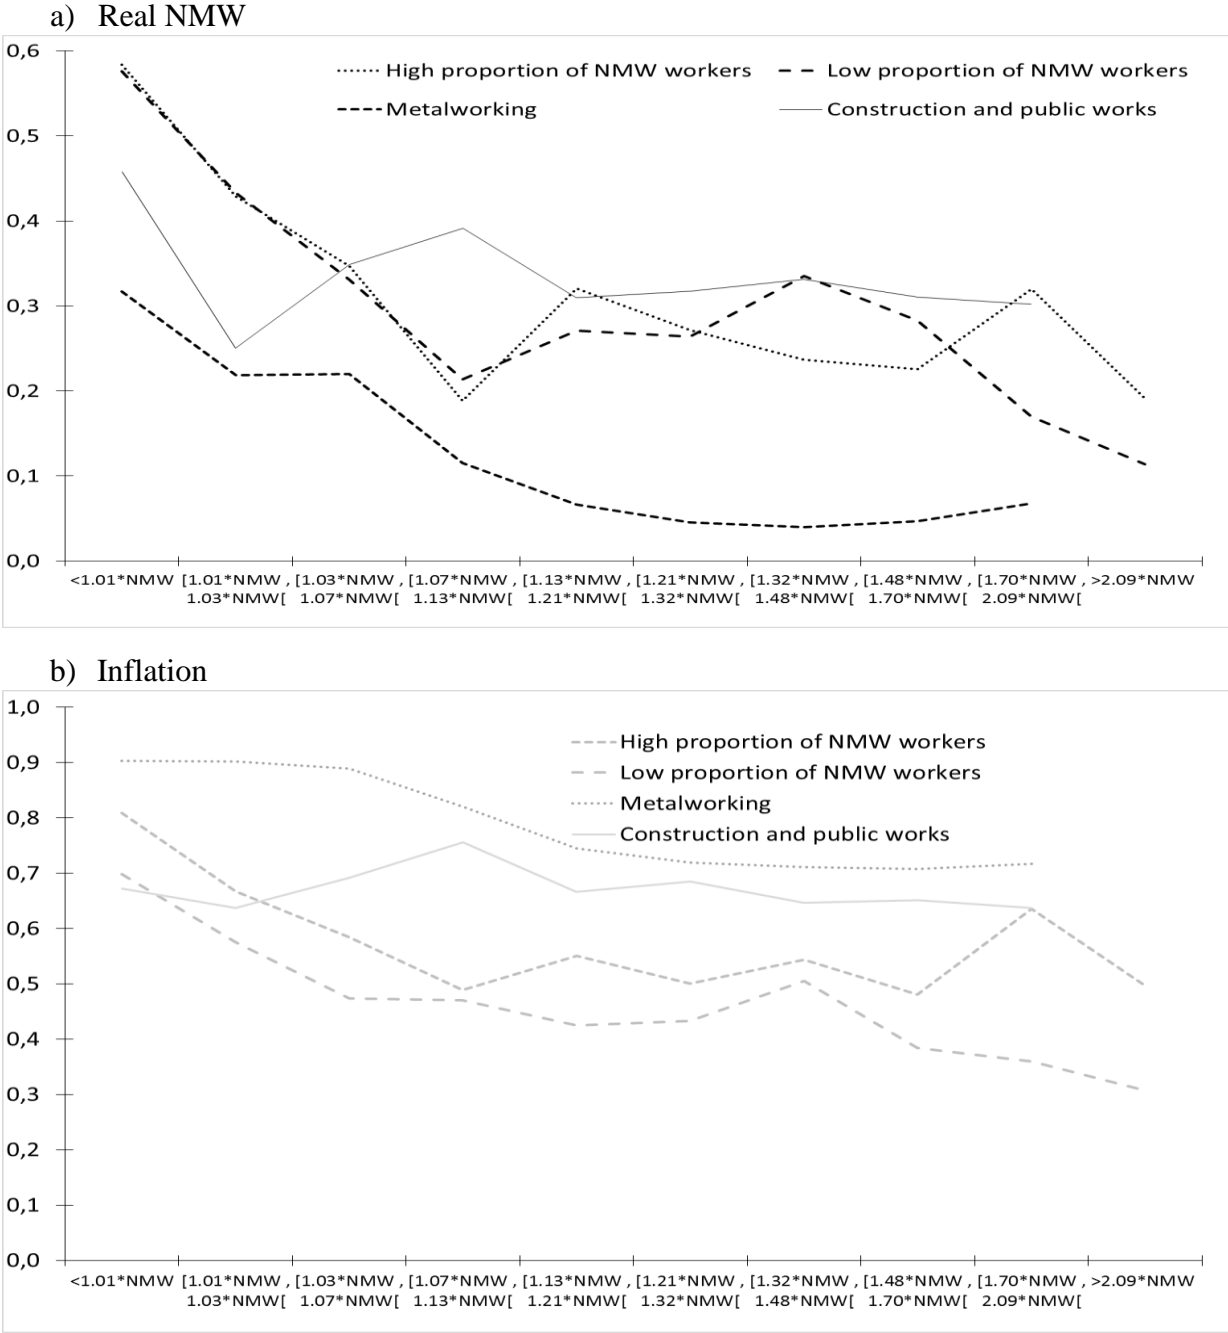 a) Real NMW
0,6
High proportion of NMW workers
Low proportion of NMW workers
Metalworking
Construction and public works
0,5
0,4
0,3
0,2
0,1
0,0
<1.01*NMW [1.01*NMW , [1.03*NMW , [1.07*NMW , [1.13*NMW , [1.21*NMW , [1.32*NMW , [1.48*NMW , [1.70*NMW , >2.09*NMW
1.03*NMW[ 1.07*NMW[ 1.13*NMW[ 1.21*NMW[ 1.32*NMW[ 1.48*NMW[ 1.70*NMW[ 2.09*NMW[
b) Inflation
1,0
High proportion of NMW workers
Low proportion of NMW workers
Metalworking
Construction and public works
0,9
0,8
0,7
0,6
0,5
0,4
0,3
0,2
0,1
0,0
<1.01*NMW [1.01*NMW , [1.03*NMW , [1.07*NMW , [1.13*NMW , [1.21*NMW , [1.32*NMW , [1.48*NMW , [1.70*NMW , >2.09*NMW
1.03*NMW[ 1.07*NMW[ 1.13*NMW[ 1.21*NMW[ 1.32*NMW[ 1.48*NMW[ 1.70*NMW[ 2.09*NMW[